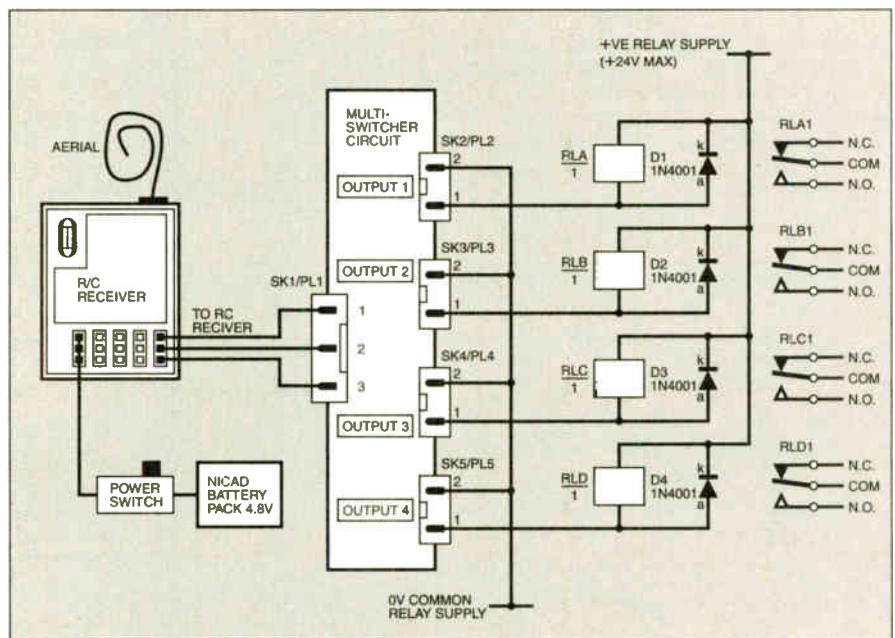 +VE RELAY SUPPLY
(+24V MAX)
AERIAL
MULTI-
SWITCHER
CIRCUIT
SK2/PL2
2
OUTPUT 1
1
RLA
1
D1
1N4001
k
a
RLA1
N.C.
COM
N.O.
R/C
RECEIVER
TO RC
RECIVER
SK1/PL1
1
2
3
OUTPUT 2
SK3/PL3
2
1
RLB
1
D2
1N4001
k
a
RLB1
N.C.
COM
N.O.
SK4/PL4
2
OUTPUT 3
1
RLC
1
D3
1N4001
k
a
RLC1
N.C.
COM
N.O.
POWER
SWITCH
NICAD
BATTERY
PACK 4.8V
SK5/PL5
2
OUTPUT 4
1
RLD
1
D4
1N4001
k
a
RLD1
N.C.
COM
N.O.
0V COMMON
RELAY SUPPLY